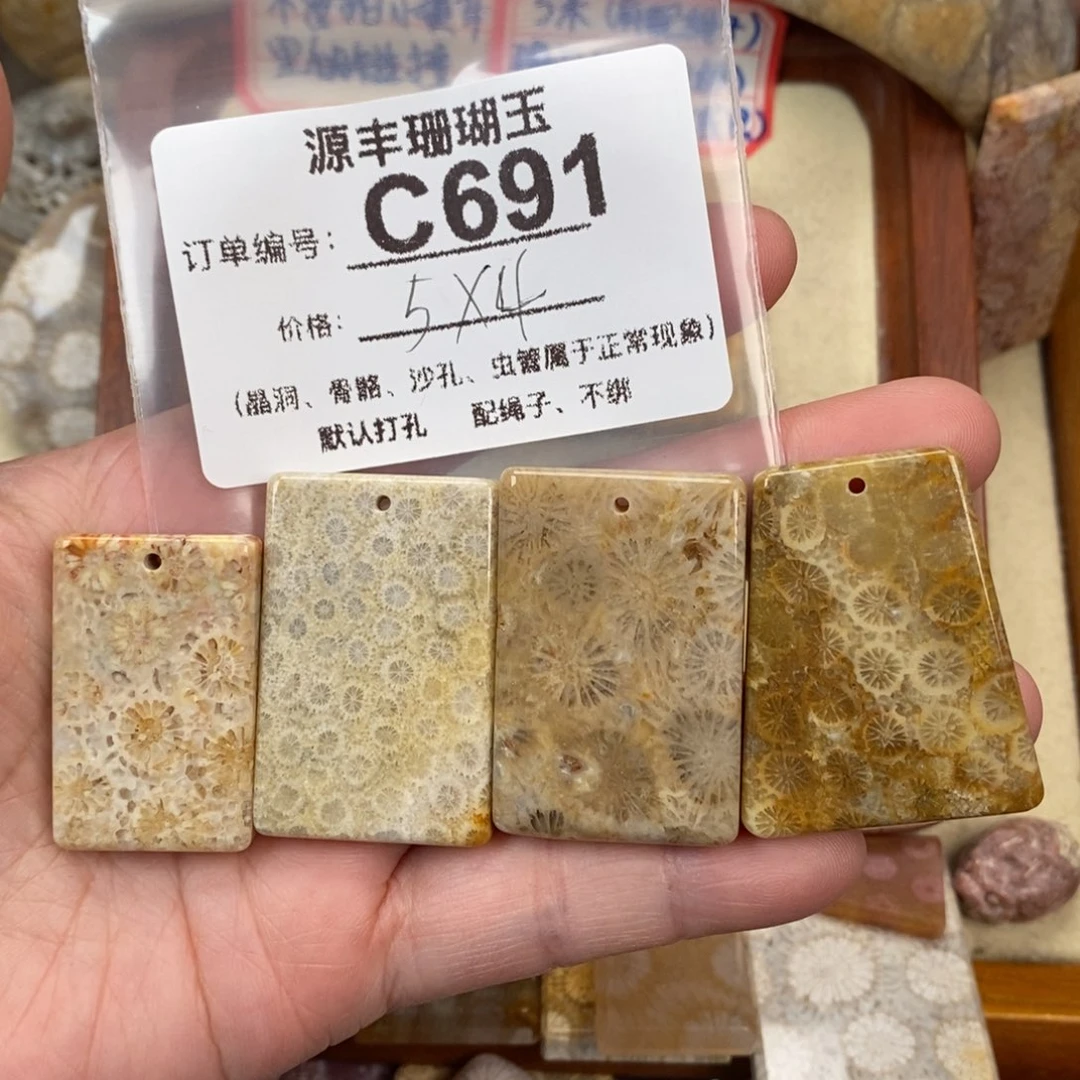 源丰珊瑚玉
订单编号: C691
价格: 5X4
(晶洞、骨骼、沙孔、虫管属于正常现象)
默认打孔 配绳子、不绑